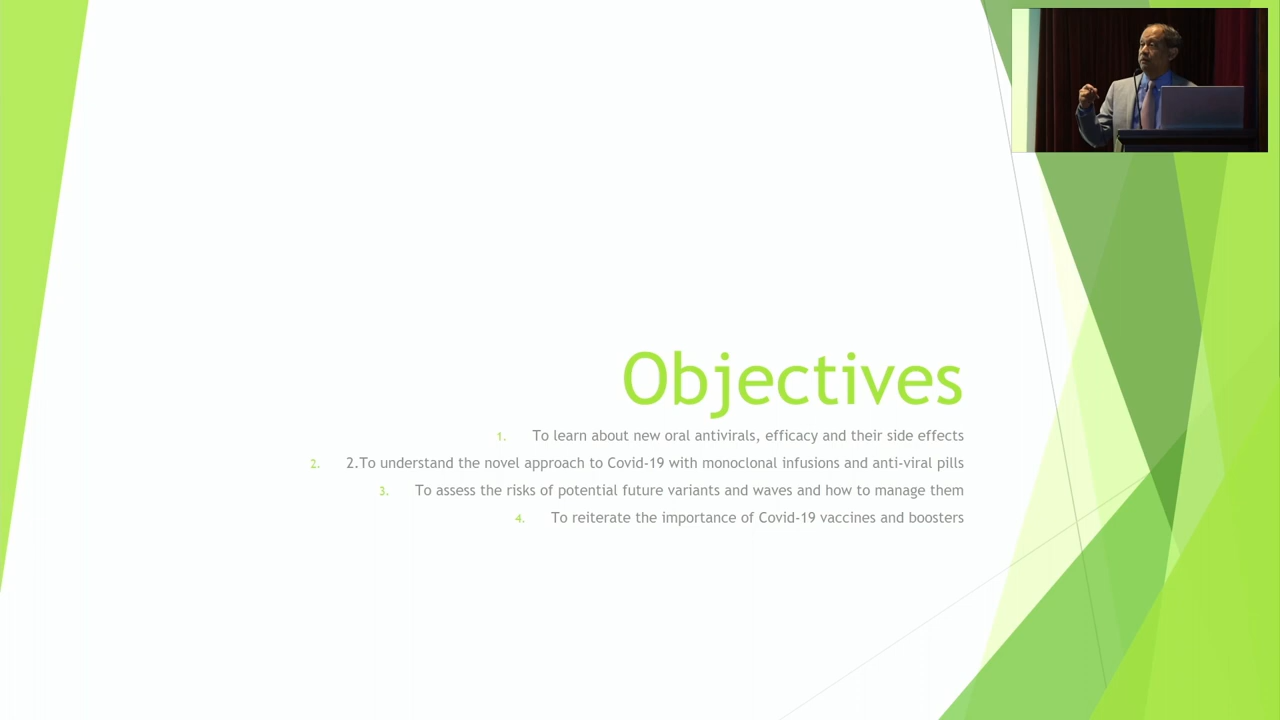 Objectives
1. To learn about new oral antivirals, efficacy and their side effects
2. 2.To understand the novel approach to Covid-19 with monoclonal infusions and anti-viral pills
3. To assess the risks of potential future variants and waves and how to manage them
4. To reiterate the importance of Covid-19 vaccines and boosters